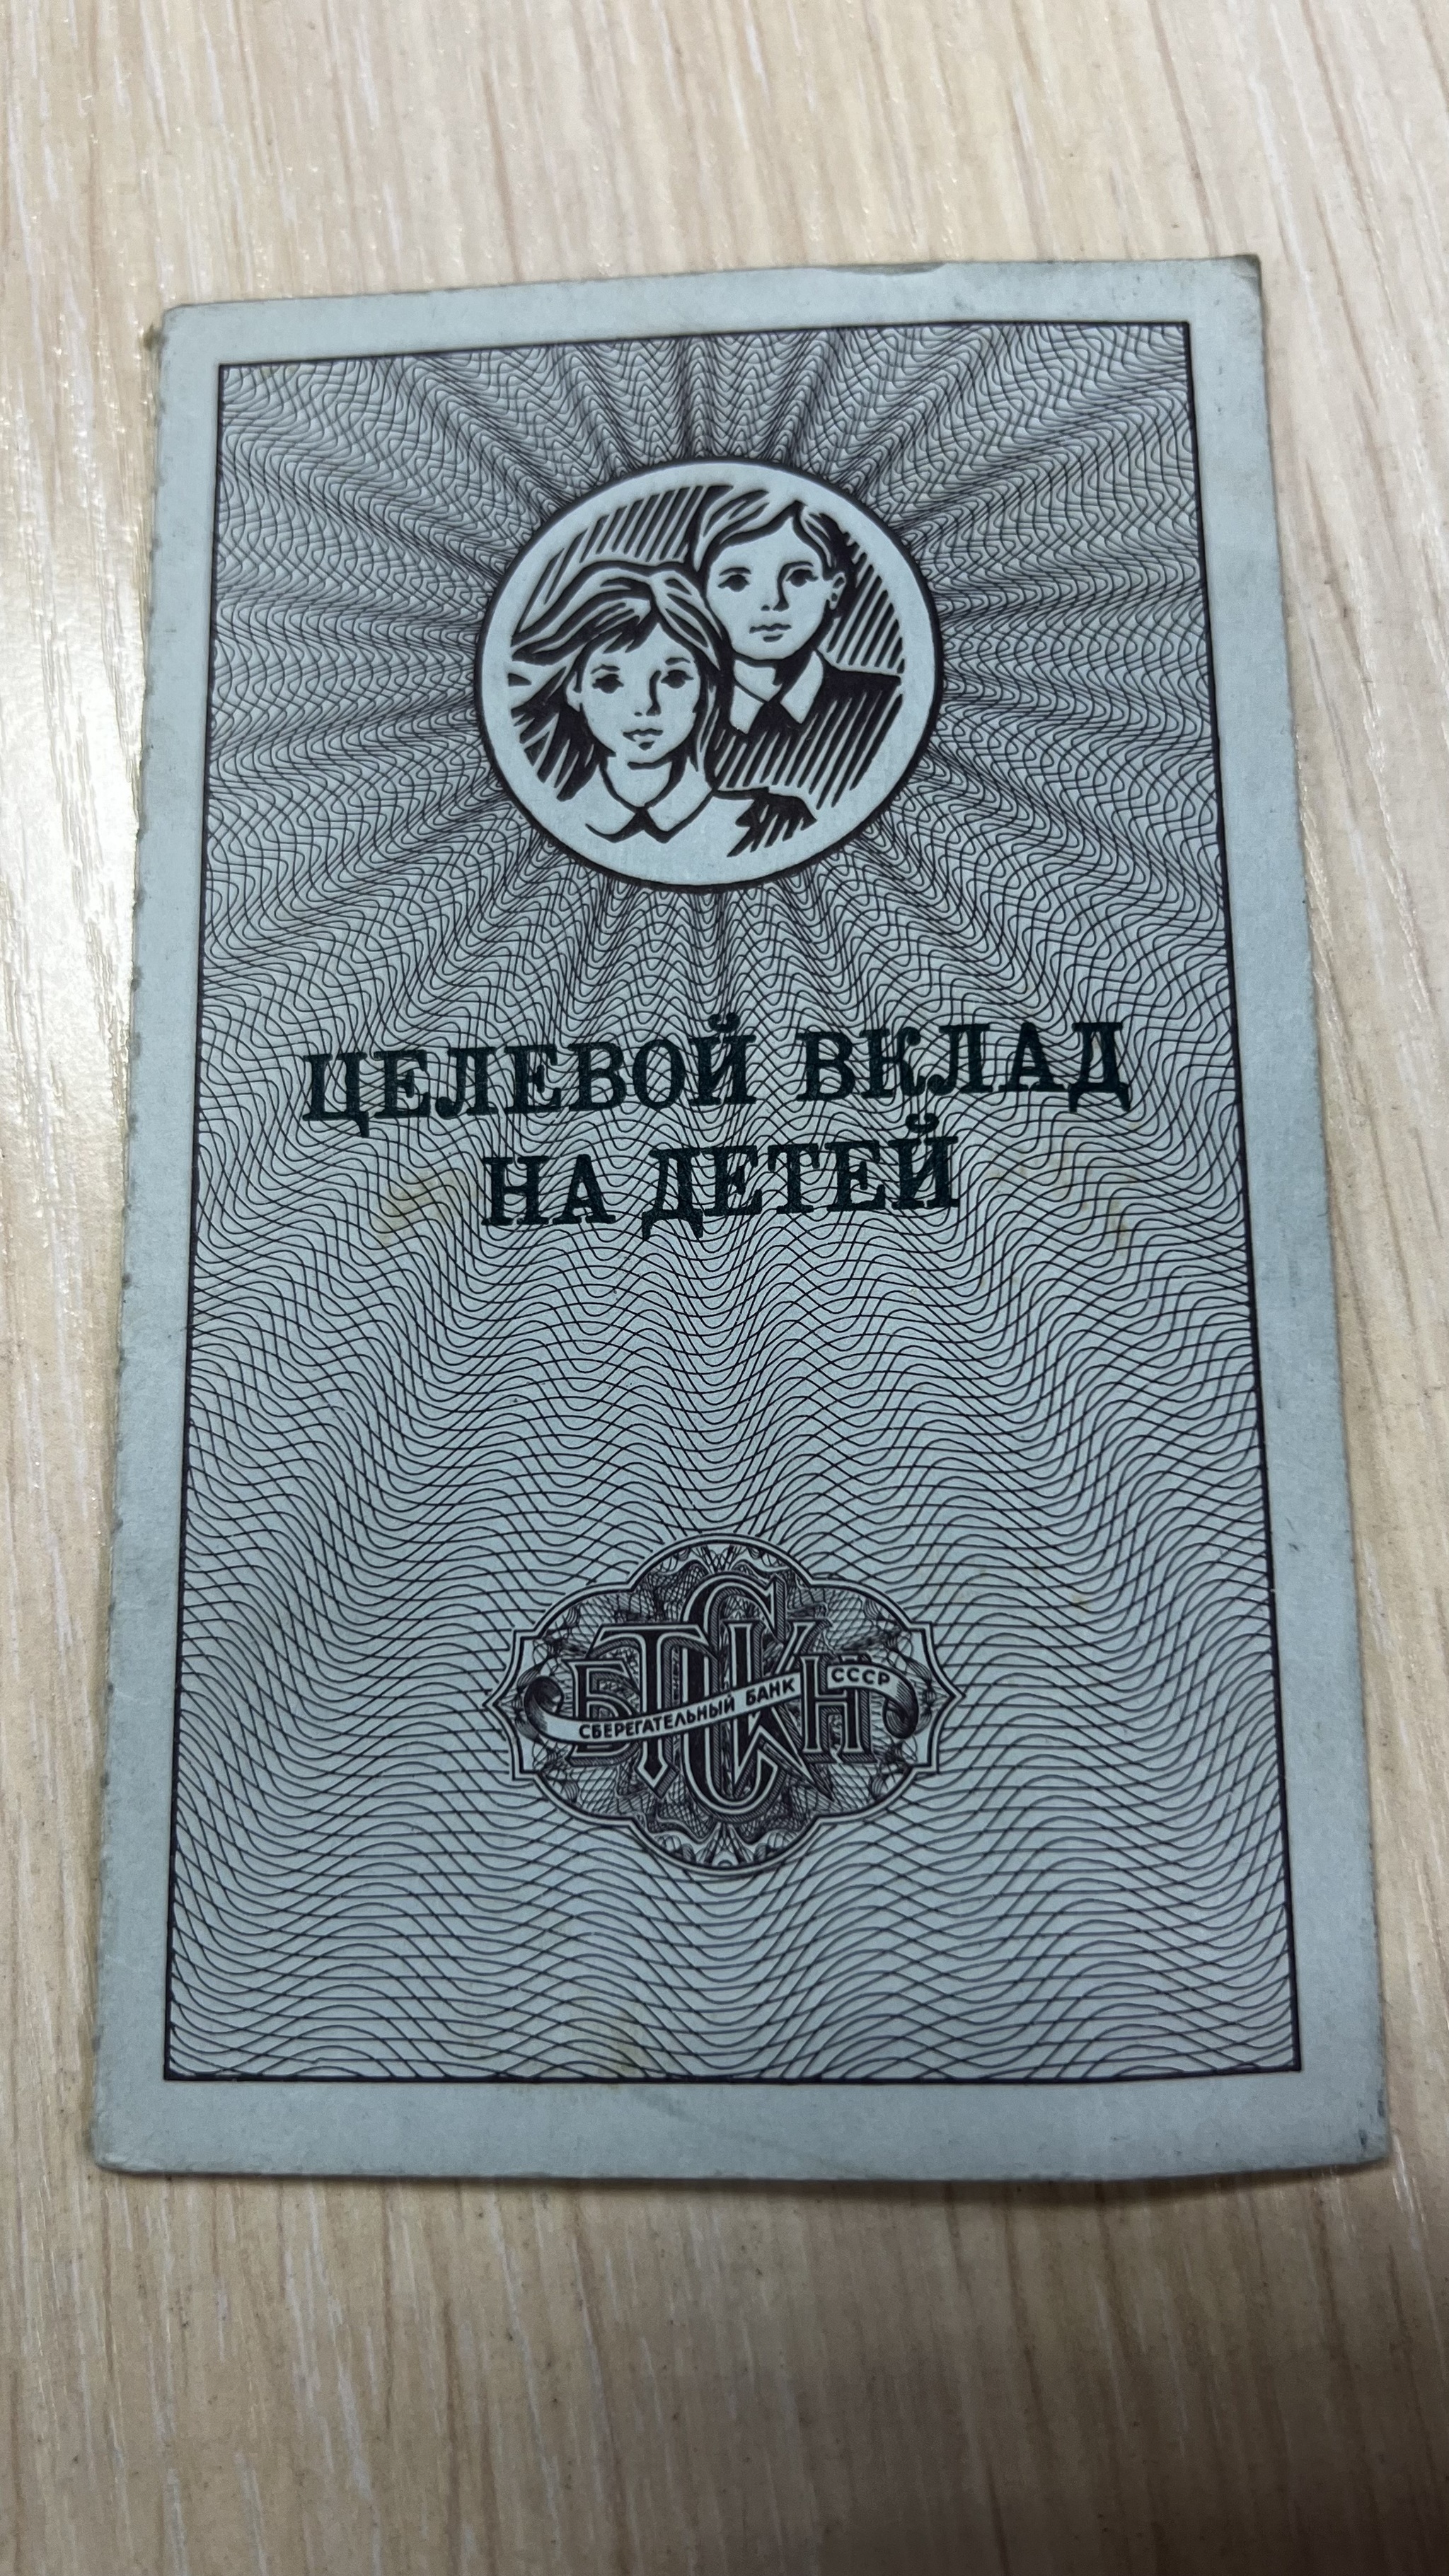 ЦЕЛЕВОЙ ВКЛАД
НА ДЕТЕЙ
СБЕРЕГАТЕЛЬНЫЙ БАНК СССР